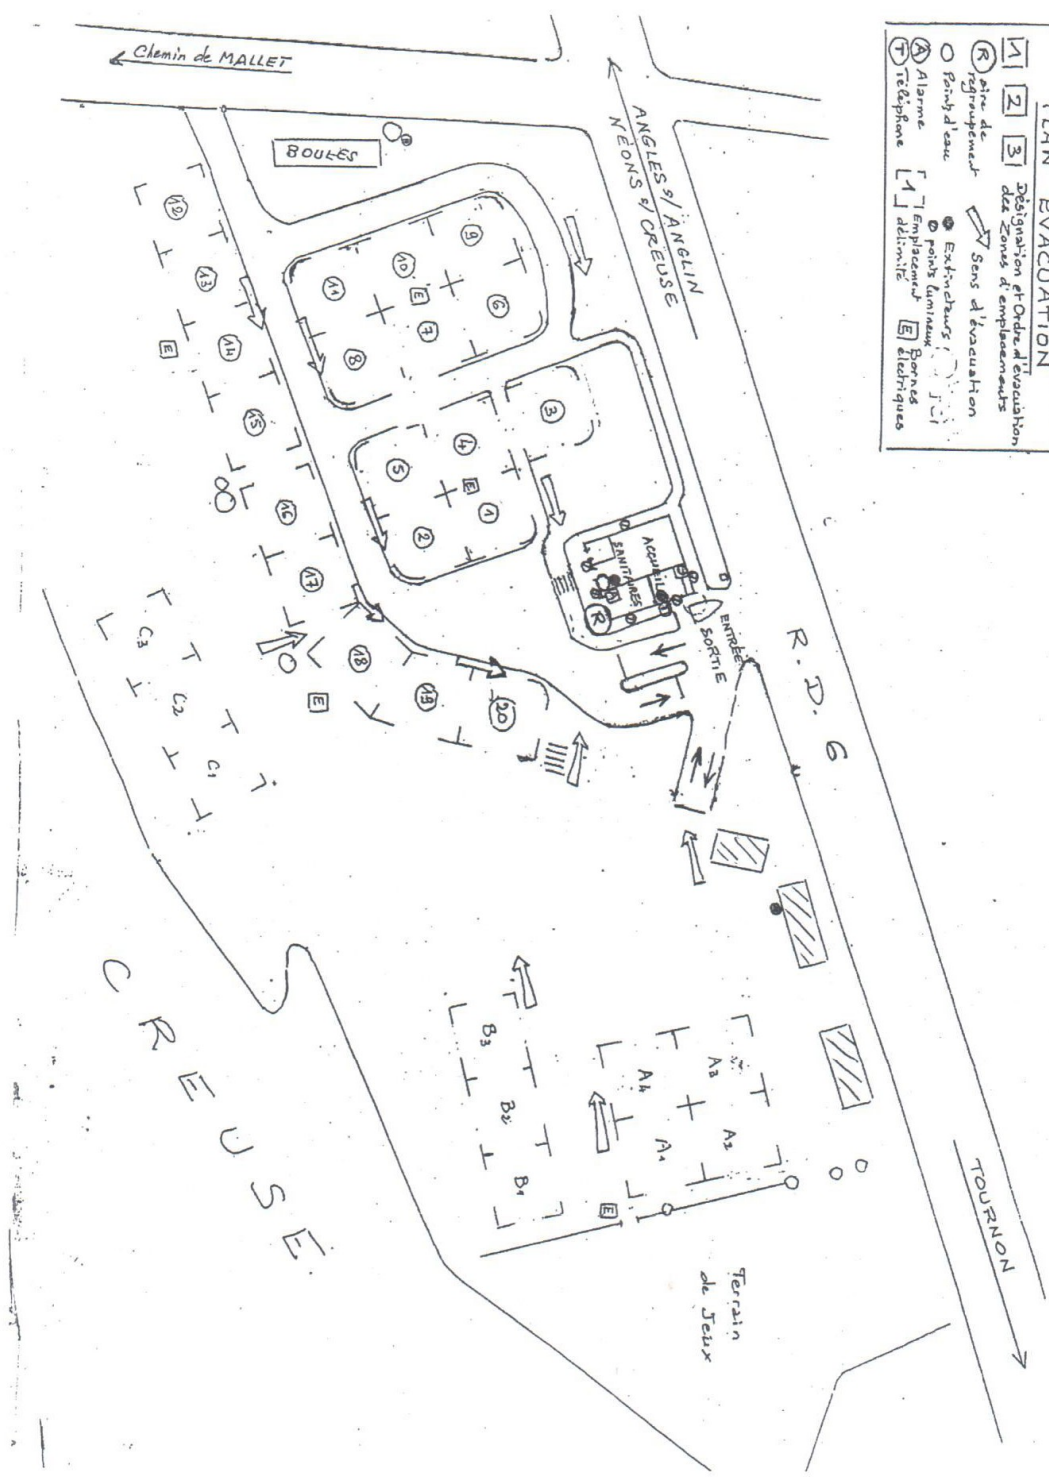 PLAN EVACUATION
1 2 3 Désignation et Ordre d'évacuation
des zones d'emplacements
R aire de
regroupement
Sens d'évacuation
Point d'eau
Extincteurs
points lumineux
A Alarme
1 Emplacement
délimité
E Bornes
électriques
T Téléphone
Chemin de MALLET
BOULES
ANGLES s/ ANGLIN
NÉONS s/ CREUSE
12
13
E
14
15
16
17
18
E
19
20
11
10
9
E
8
7
6
5
4
3
E
2
1
ACCUEIL
SANITAIRES
R
A
ENTRÉE
SORTIE
R.D. 6
TOURNON
C3
C2
C1
CREUSE
B3
B2
B1
A4
A3
A1
A2
E
Terrain
de Jeux